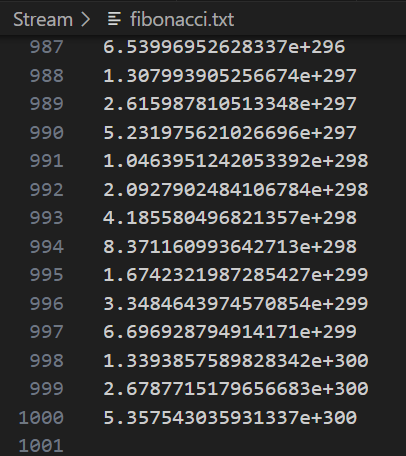 Stream > fibonacci.txt
987 6.53996952628337e+296
988 1.307993905256674e+297
989 2.615987810513348e+297
990 5.231975621026696e+297
991 1.0463951242053392e+298
992 2.0927902484106784e+298
993 4.185580496821357e+298
994 8.371160993642713e+298
995 1.6742321987285427e+299
996 3.3484643974570854e+299
997 6.696928794914171e+299
998 1.3393857589828342e+300
999 2.6787715179656683e+300
1000 5.357543035931337e+300
1001